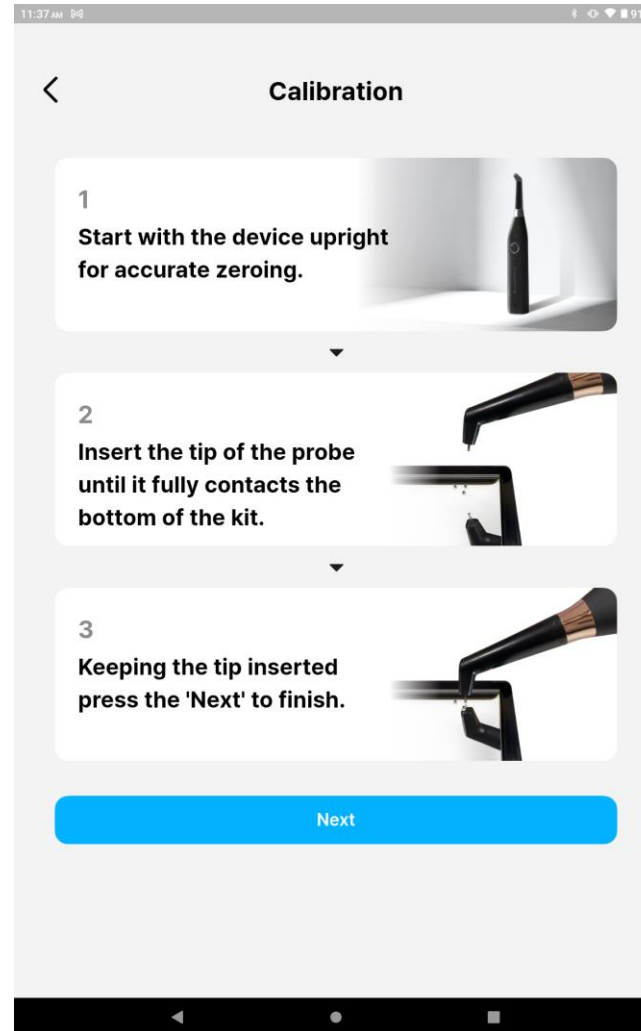 11:37 AM
91
Calibration
1
Start with the device upright
for accurate zeroing.
2
Insert the tip of the probe
until it fully contacts the
bottom of the kit.
3
Keeping the tip inserted
press the 'Next' to finish.
Next